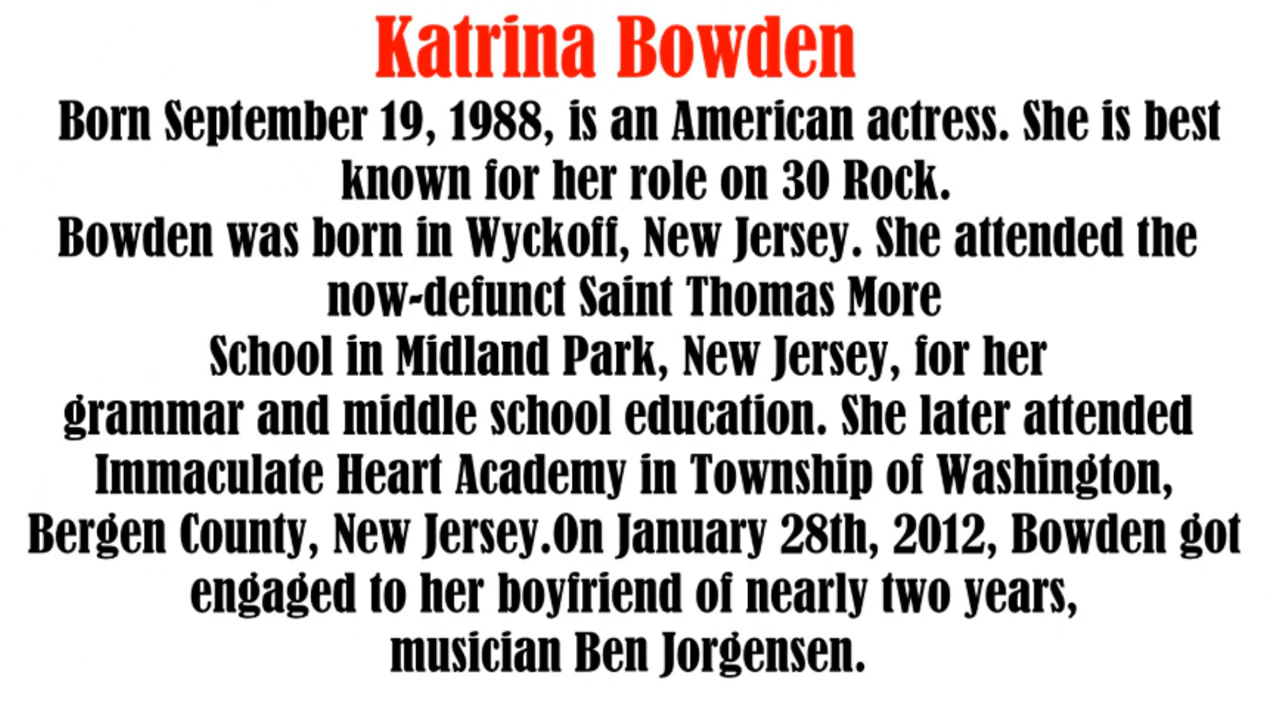 Katrina Bowden
Born September 19, 1988, is an American actress. She is best
known for her role on 30 Rock.
Bowden was born in Wyckoff, New Jersey. She attended the
now-defunct Saint Thomas More
School in Midland Park, New Jersey, for her
grammar and middle school education. She later attended
Immaculate Heart Academy in Township of Washington,
Bergen County, New Jersey.On January 28th, 2012, Bowden got
engaged to her boyfriend of nearly two years,
musician Ben Jorgensen.